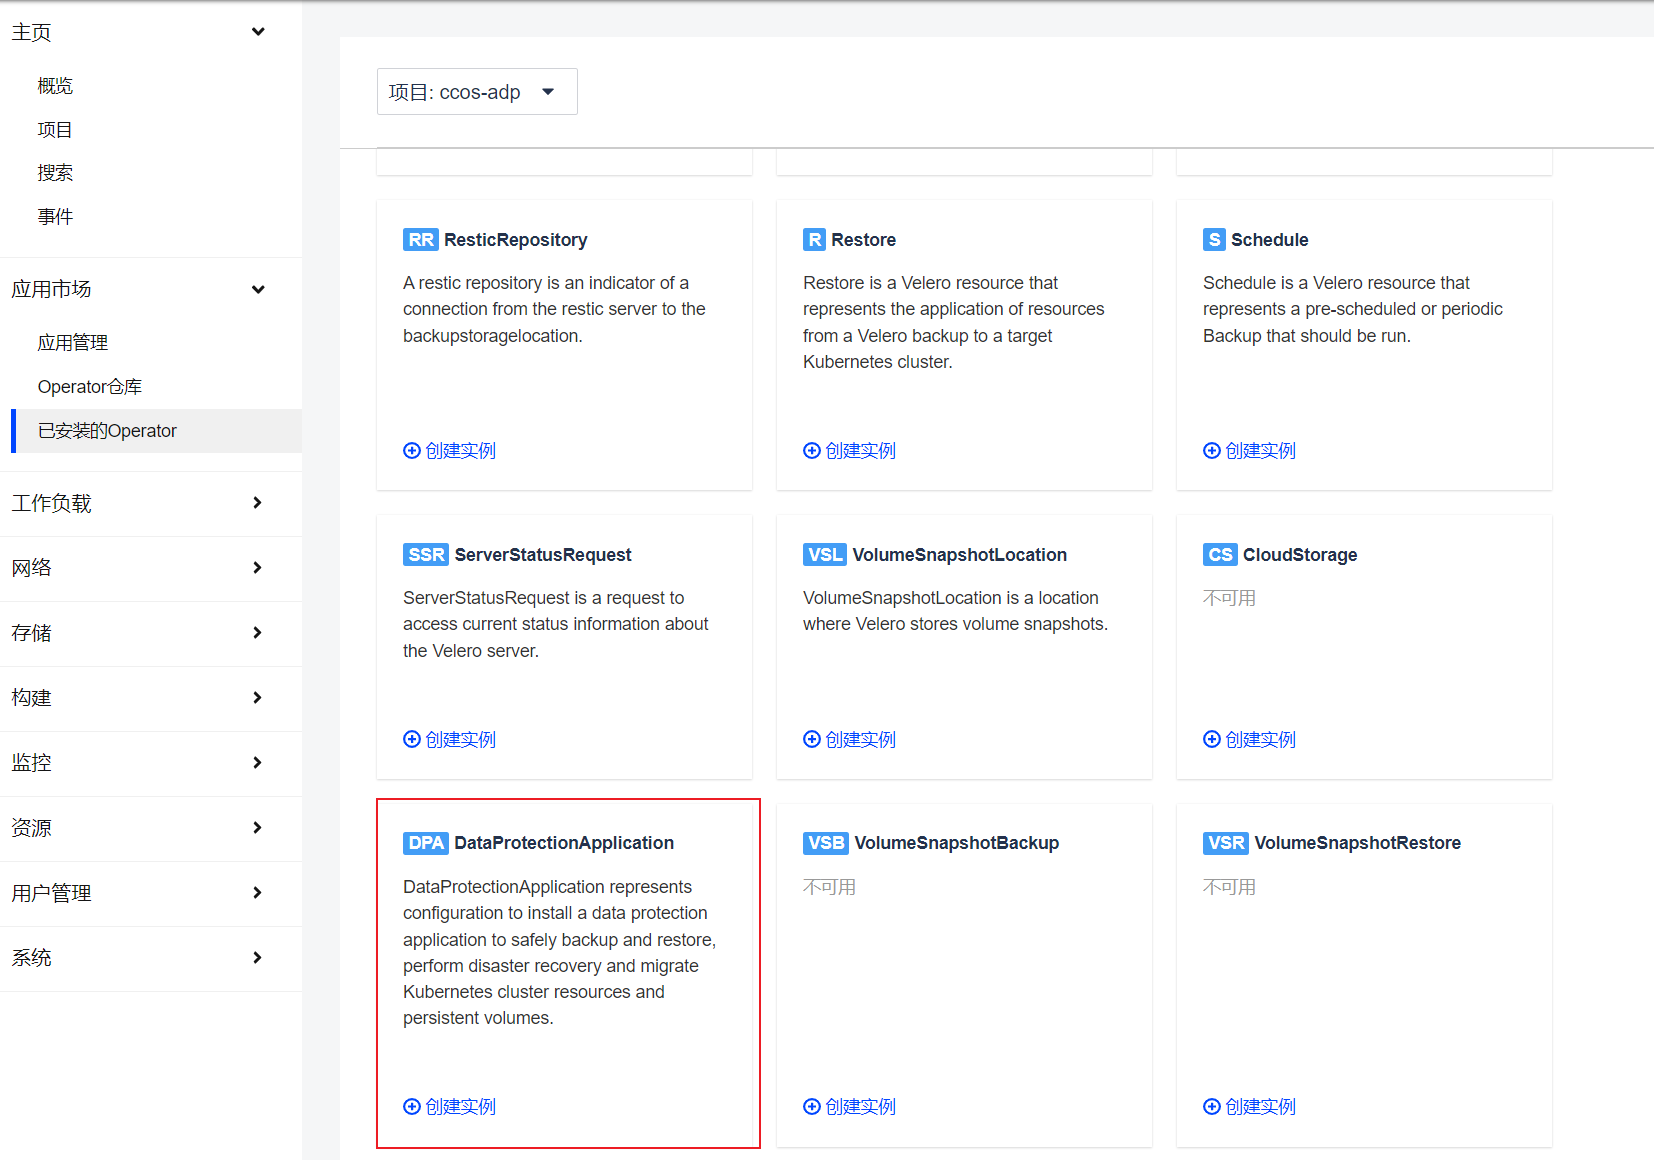 主页
概览
项目
搜索
事件
应用市场
应用管理
Operator仓库
已安装的Operator
工作负载
网络
存储
构建
监控
资源
用户管理
系统
项目: ccos-adp
RR ResticRepository
A restic repository is an indicator of a
connection from the restic server to the
backupstoragelocation.
创建实例
R Restore
Restore is a Velero resource that
represents the application of resources
from a Velero backup to a target
Kubernetes cluster.
创建实例
S Schedule
Schedule is a Velero resource that
represents a pre-scheduled or periodic
Backup that should be run.
创建实例
SSR ServerStatusRequest
ServerStatusRequest is a request to
access current status information about
the Velero server.
创建实例
VSL VolumeSnapshotLocation
VolumeSnapshotLocation is a location
where Velero stores volume snapshots.
创建实例
CS CloudStorage
不可用
创建实例
DPA DataProtectionApplication
DataProtectionApplication represents
configuration to install a data protection
application to safely backup and restore,
perform disaster recovery and migrate
Kubernetes cluster resources and
persistent volumes.
创建实例
VSB VolumeSnapshotBackup
不可用
创建实例
VSR VolumeSnapshotRestore
不可用
创建实例